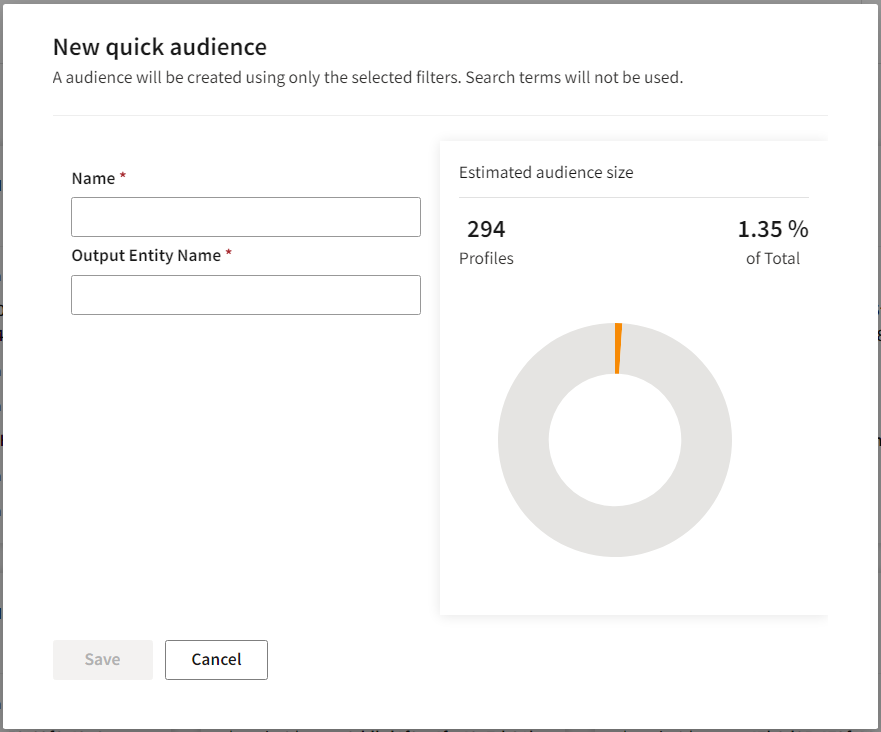 New quick audience
A audience will be created using only the selected filters. Search terms will not be used.
Name *
Output Entity Name *
Estimated audience size
294
Profiles
1.35 %
of Total
Save
Cancel